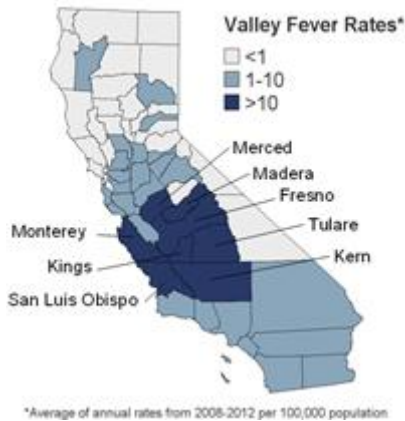 Valley Fever Rates*
<1
1-10
>10
Merced
Madera
Fresno
Tulare
Kern
Monterey
Kings
San Luis Obispo
*Average of annual rates from 2008-2012 per 100,000 population